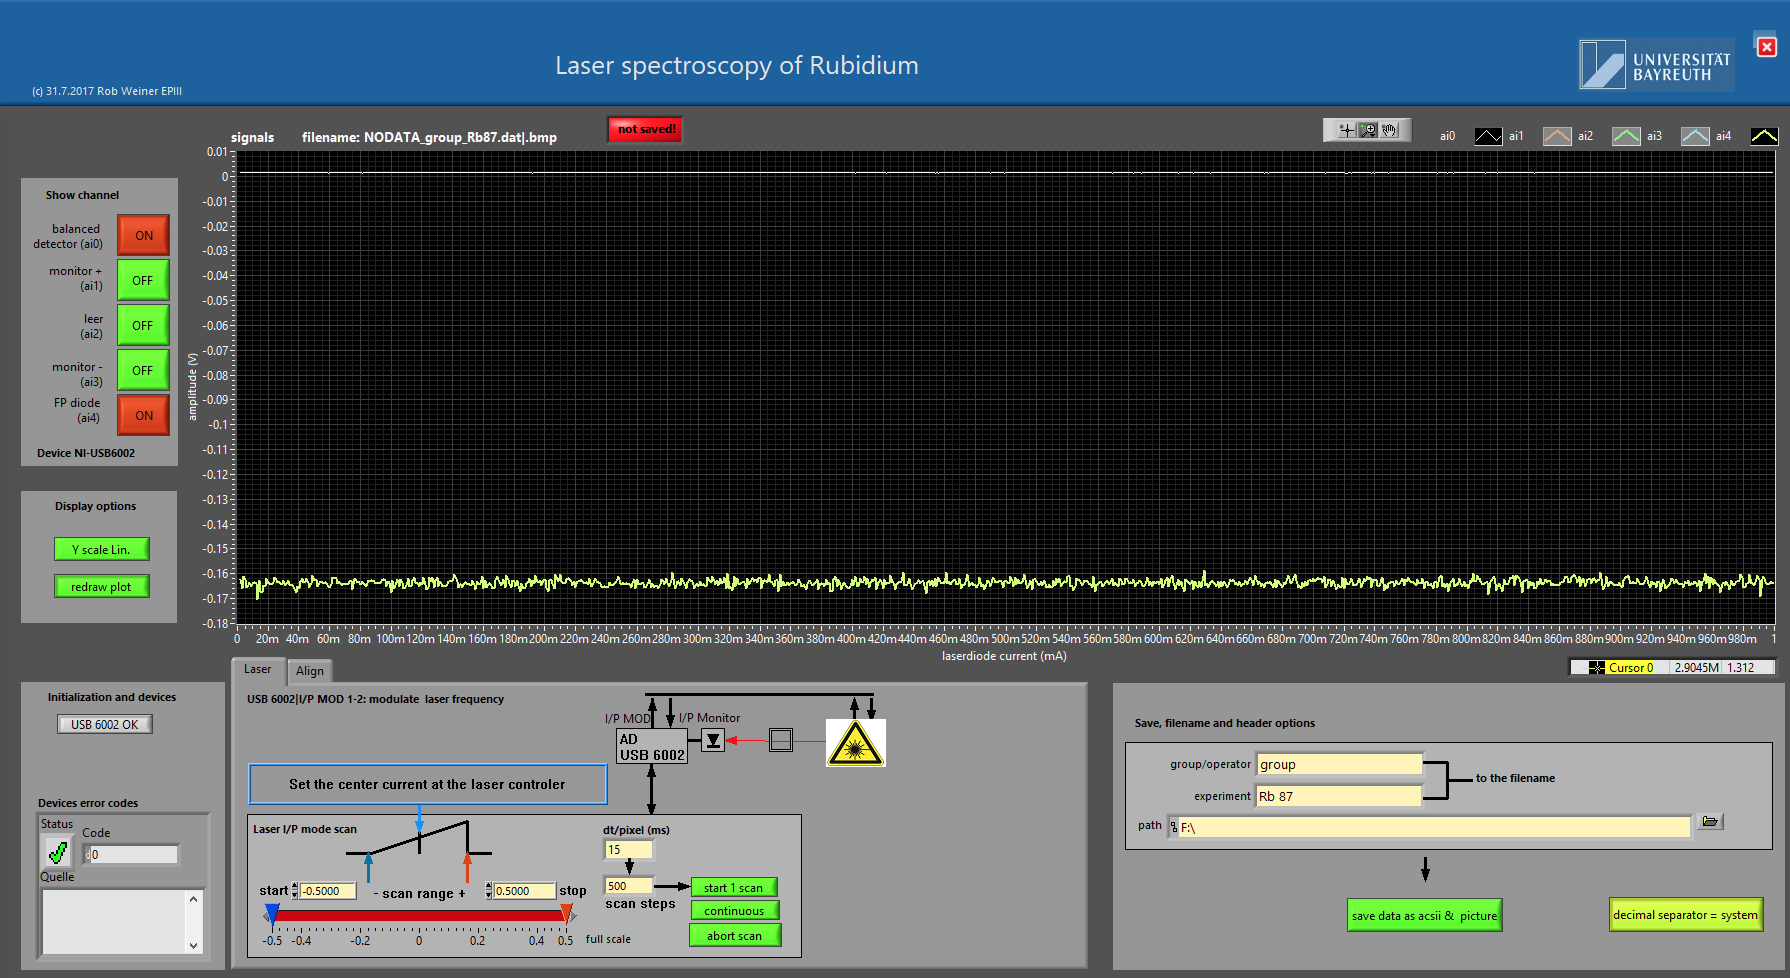 Laser spectroscopy of Rubidium
UNIVERSITÄT
BAYREUTH
(c) 31.7.2017 Rob Weiner EPIII
signals filename: NODATA_group_Rb87.dat|.bmp not saved!
ai0 ai1 ai2 ai3 ai4
Show channel
balanced
detector (ai0) ON
monitor +
(ai1) OFF
leer
(ai2) OFF
monitor -
(ai3) OFF
FP diode
(ai4) ON
Device NI-USB6002
Display options
Y scale Lin.
redraw plot
amplitude (V)
0.01
0
-0.01
-0.02
-0.03
-0.04
-0.05
-0.06
-0.07
-0.08
-0.09
-0.1
-0.11
-0.12
-0.13
-0.14
-0.15
-0.16
-0.17
-0.18
0 20m 40m 60m 80m 100m 120m 140m 160m 180m 200m 220m 240m 260m 280m 300m 320m 340m 360m 380m 400m 420m 440m 460m 480m 500m 520m 540m 560m 580m 600m 620m 640m 660m 680m 700m 720m 740m 760m 780m 800m 820m 840m 860m 880m 900m 920m 940m 960m 980m 1
laserdiode current (mA)
Cursor 0 2.9045M 1.312
Initialization and devices
USB 6002 OK
Devices error codes
Status
Code
0
Quelle
Laser Align
USB 6002|I/P MOD 1-2: modulate laser frequency
I/P MOD I/P Monitor
AD
USB 6002
Set the center current at the laser controler
Laser I/P mode scan
dt/pixel (ms)
15
500
scan steps
start -0.5000 - scan range + 0.5000 stop
-0.5 -0.4 -0.2 0 0.2 0.4 0.5 full scale
start 1 scan
continuous
abort scan
Save, filename and header options
group/operator group
to the filename
experiment Rb 87
path F:\
save data as acsii & picture
decimal separator = system